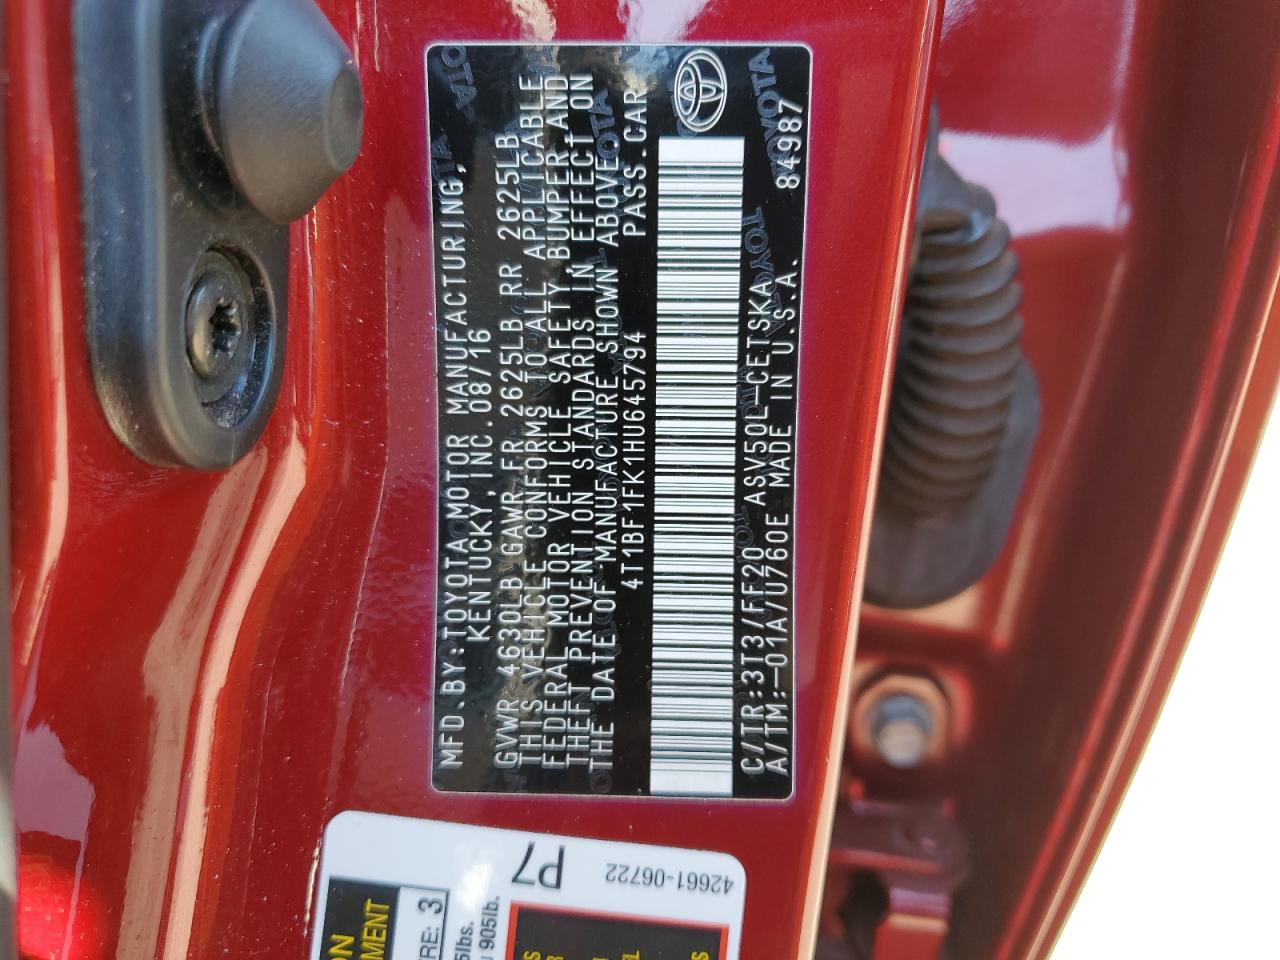 MFD.BY:TOYOTA MOTOR MANUFACTURING,
KENTUCKY,INC. 08/16
GVWR 4630LB GAWR FR 2625LB RR 2625LB
THIS VEHICLE CONFORMS TO ALL APPLICABLE
FEDERAL MOTOR VEHICLE SAFETY, BUMPER, AND
THEFT PREVENTION STANDARDS IN EFFECT ON
THE DATE OF MANUFACTURE SHOWN ABOVE.
4T1BF1FK1HU645794 PASS.CAR
C/TR:3T3/FF20 ASV50L-CETSKA
A/TM:-01A/U760E MADE IN U.S.A. 84987
TOYOTA
P7
42661-06722
3
905lb.